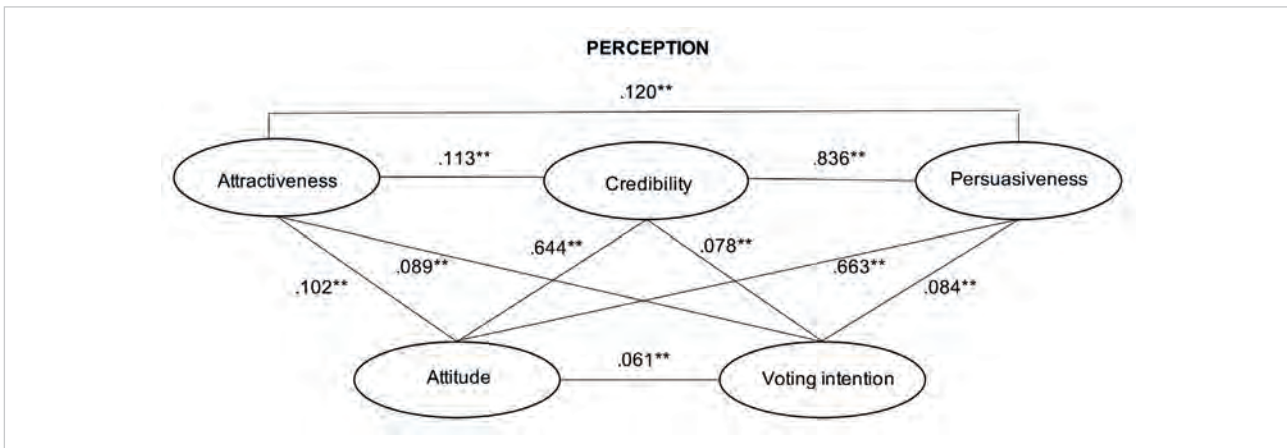 PERCEPTION
.120**
.113**
.836**
Attractiveness
Credibility
Persuasiveness
.644**
.078**
.089**
.663**
.102**
.084**
.061**
Attitude
Voting intention